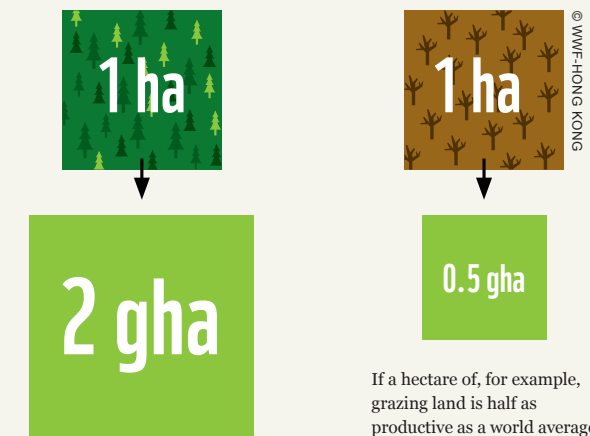 1 ha
2 gha
1 ha
0.5 gha
If a hectare of, for example,
grazing land is half as
productive as a world average
© WWF-HONG KONG